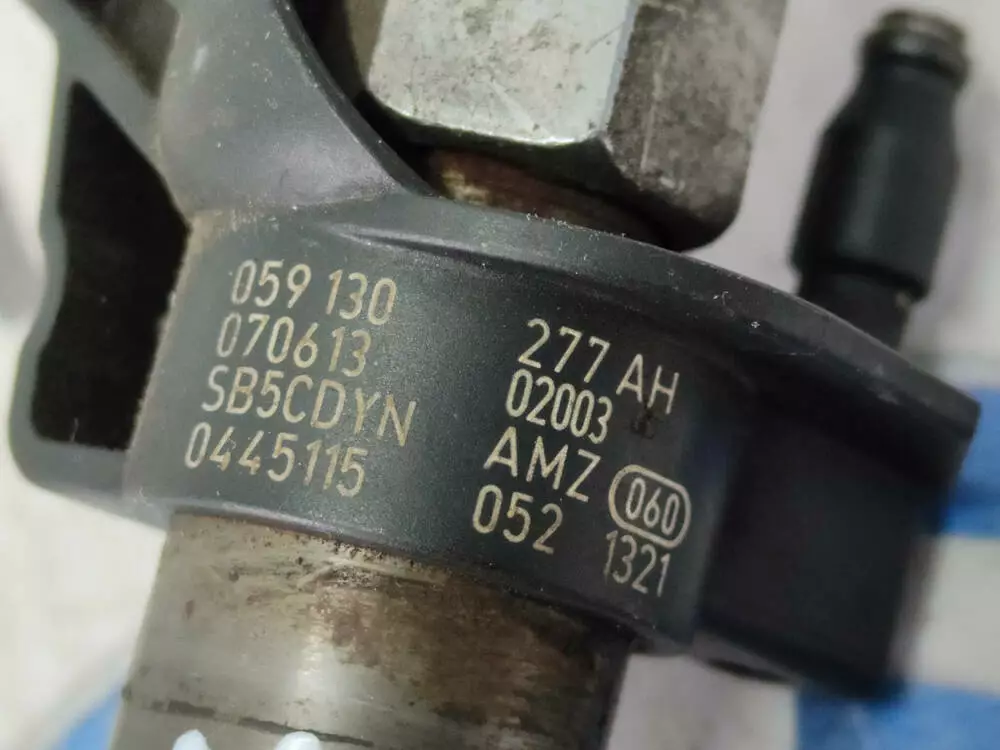 059 130 277 AH
070613 02003
SB5CDYN AMZ 060
0445115 052 1321